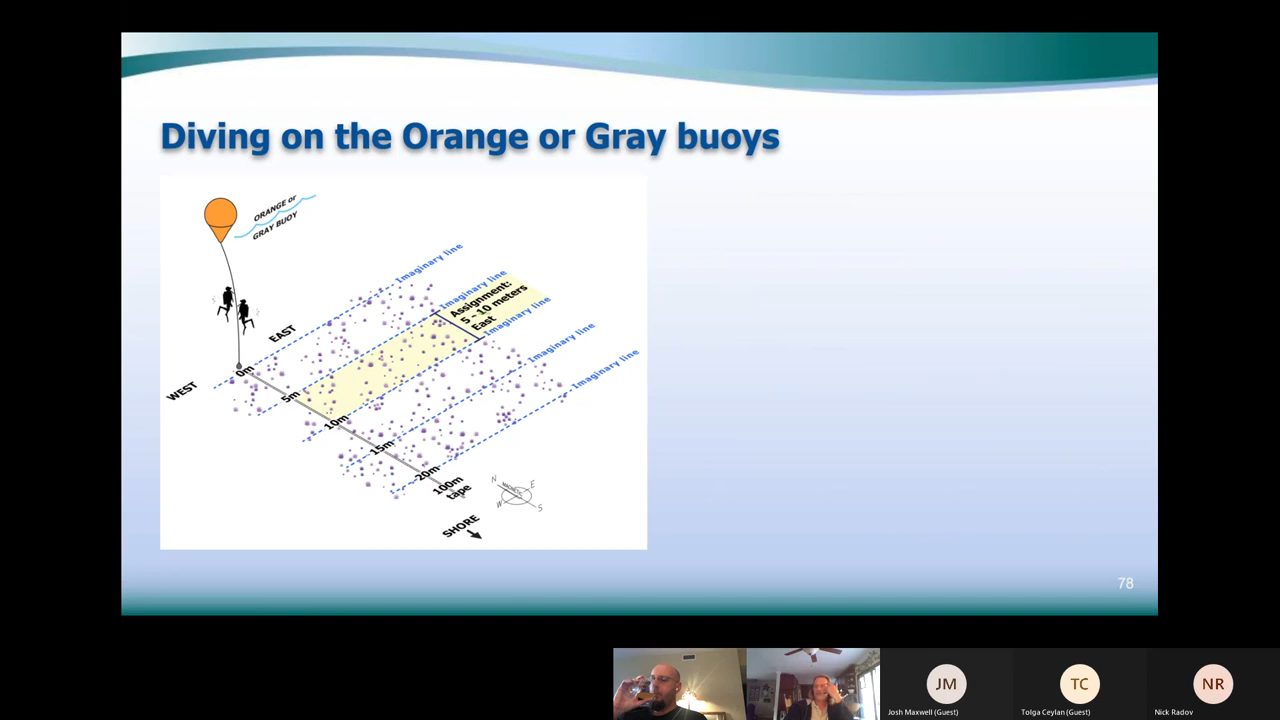 Diving on the Orange or Gray buoys
ORANGE or
GRAY BUOY
Imaginary line
Imaginary line
Assignment:
5 - 10 meters
East
Imaginary line
Imaginary line
Imaginary line
EAST
WEST
0m
5m
10m
15m
20m
100m
tape
N
E
MAGNETIC
W
S
SHORE
78
JM
TC
NR
Josh Maxwell (Guest)
Tolga Ceylan (Guest)
Nick Radov